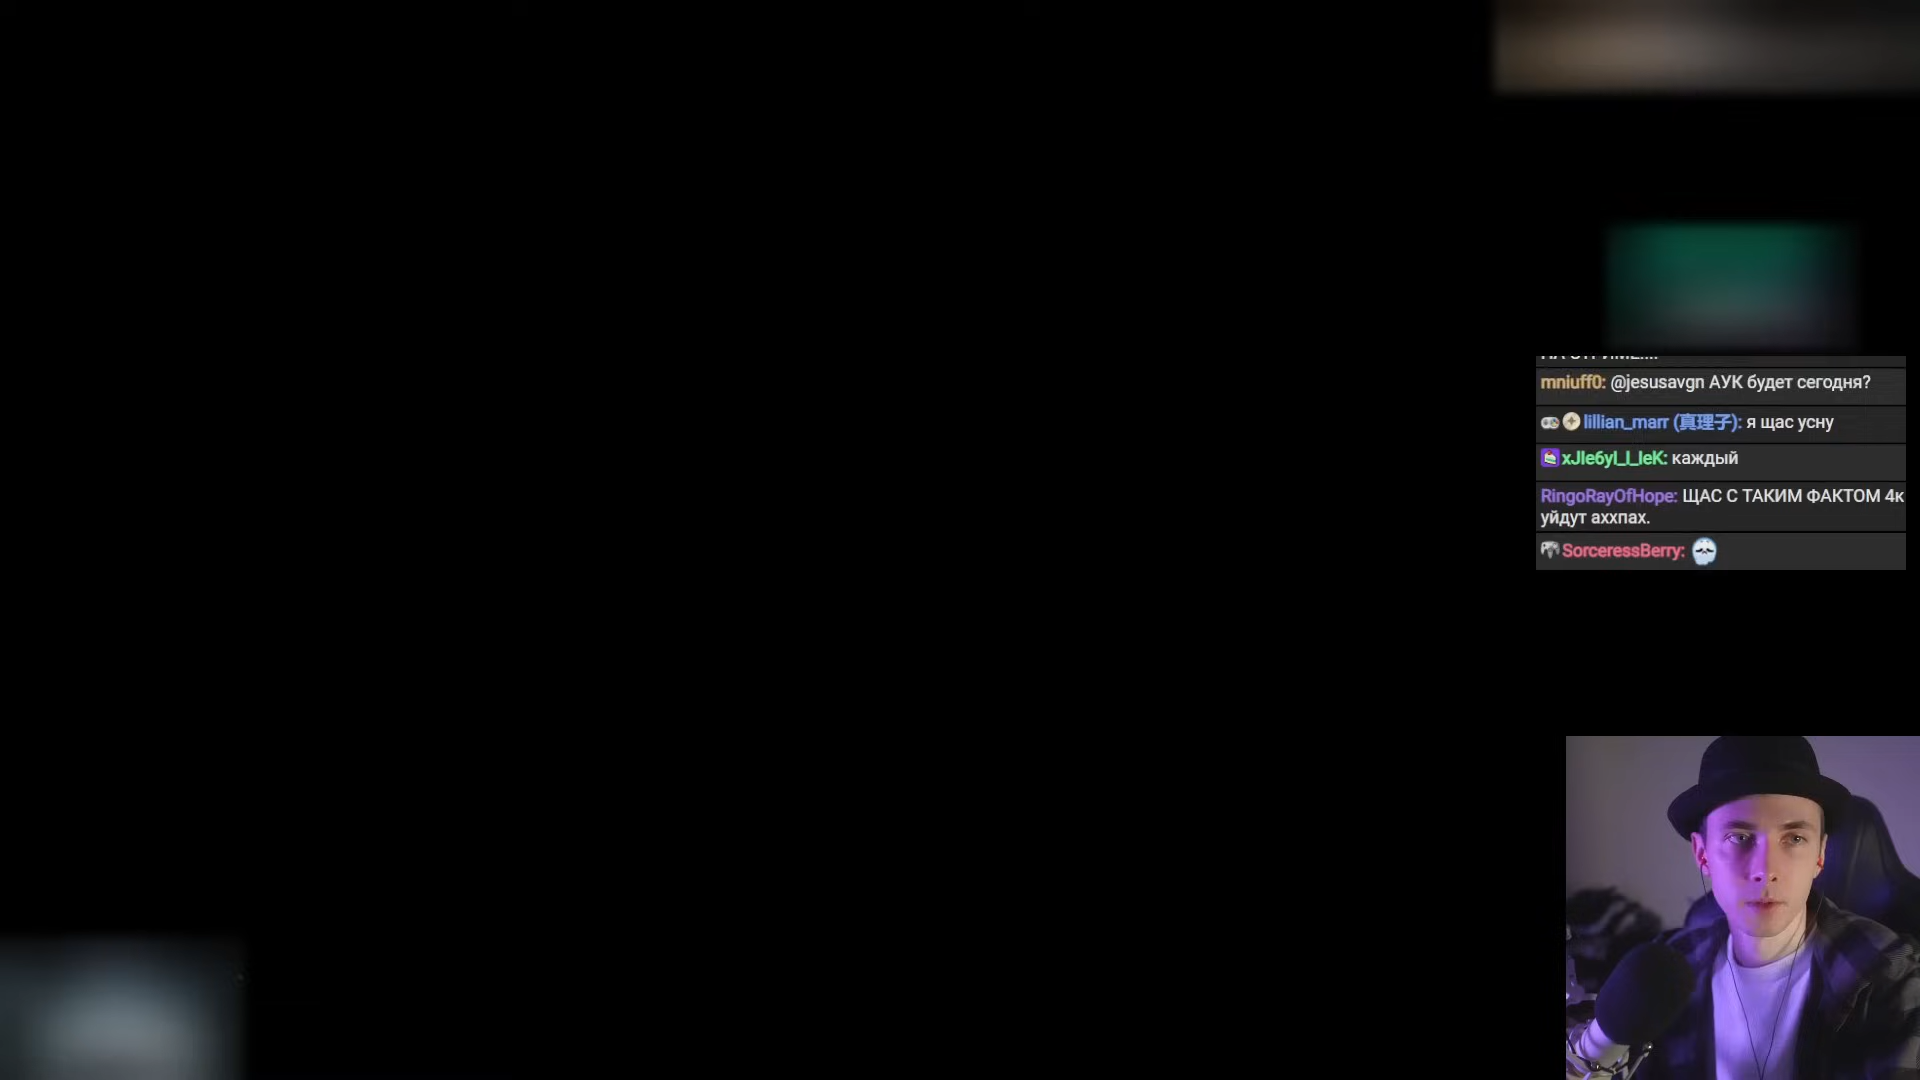 mniuff0: @jesusavgn АУК будет сегодня?
lillian_marr (真理子): я щас усну
xJle6yl_l_leK: каждый
RingoRayOfHope: ЩАС С ТАКИМ ФАКТОМ 4к
уйдут аххпах.
SorceressBerry: